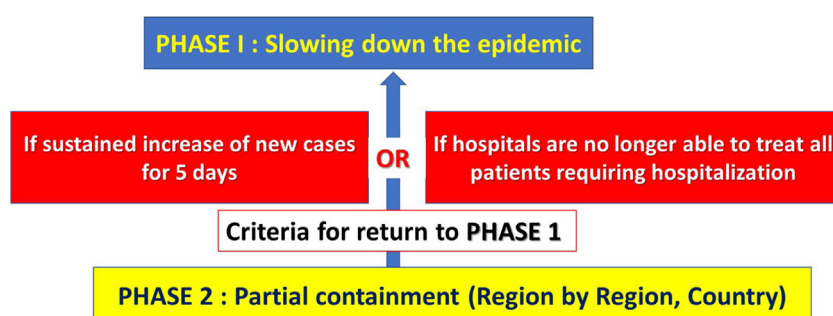 PHASE I : Slowing down the epidemic
If sustained increase of new cases
for 5 days
OR
If hospitals are no longer able to treat all
patients requiring hospitalization
Criteria for return to PHASE 1
PHASE 2 : Partial containment (Region by Region, Country)